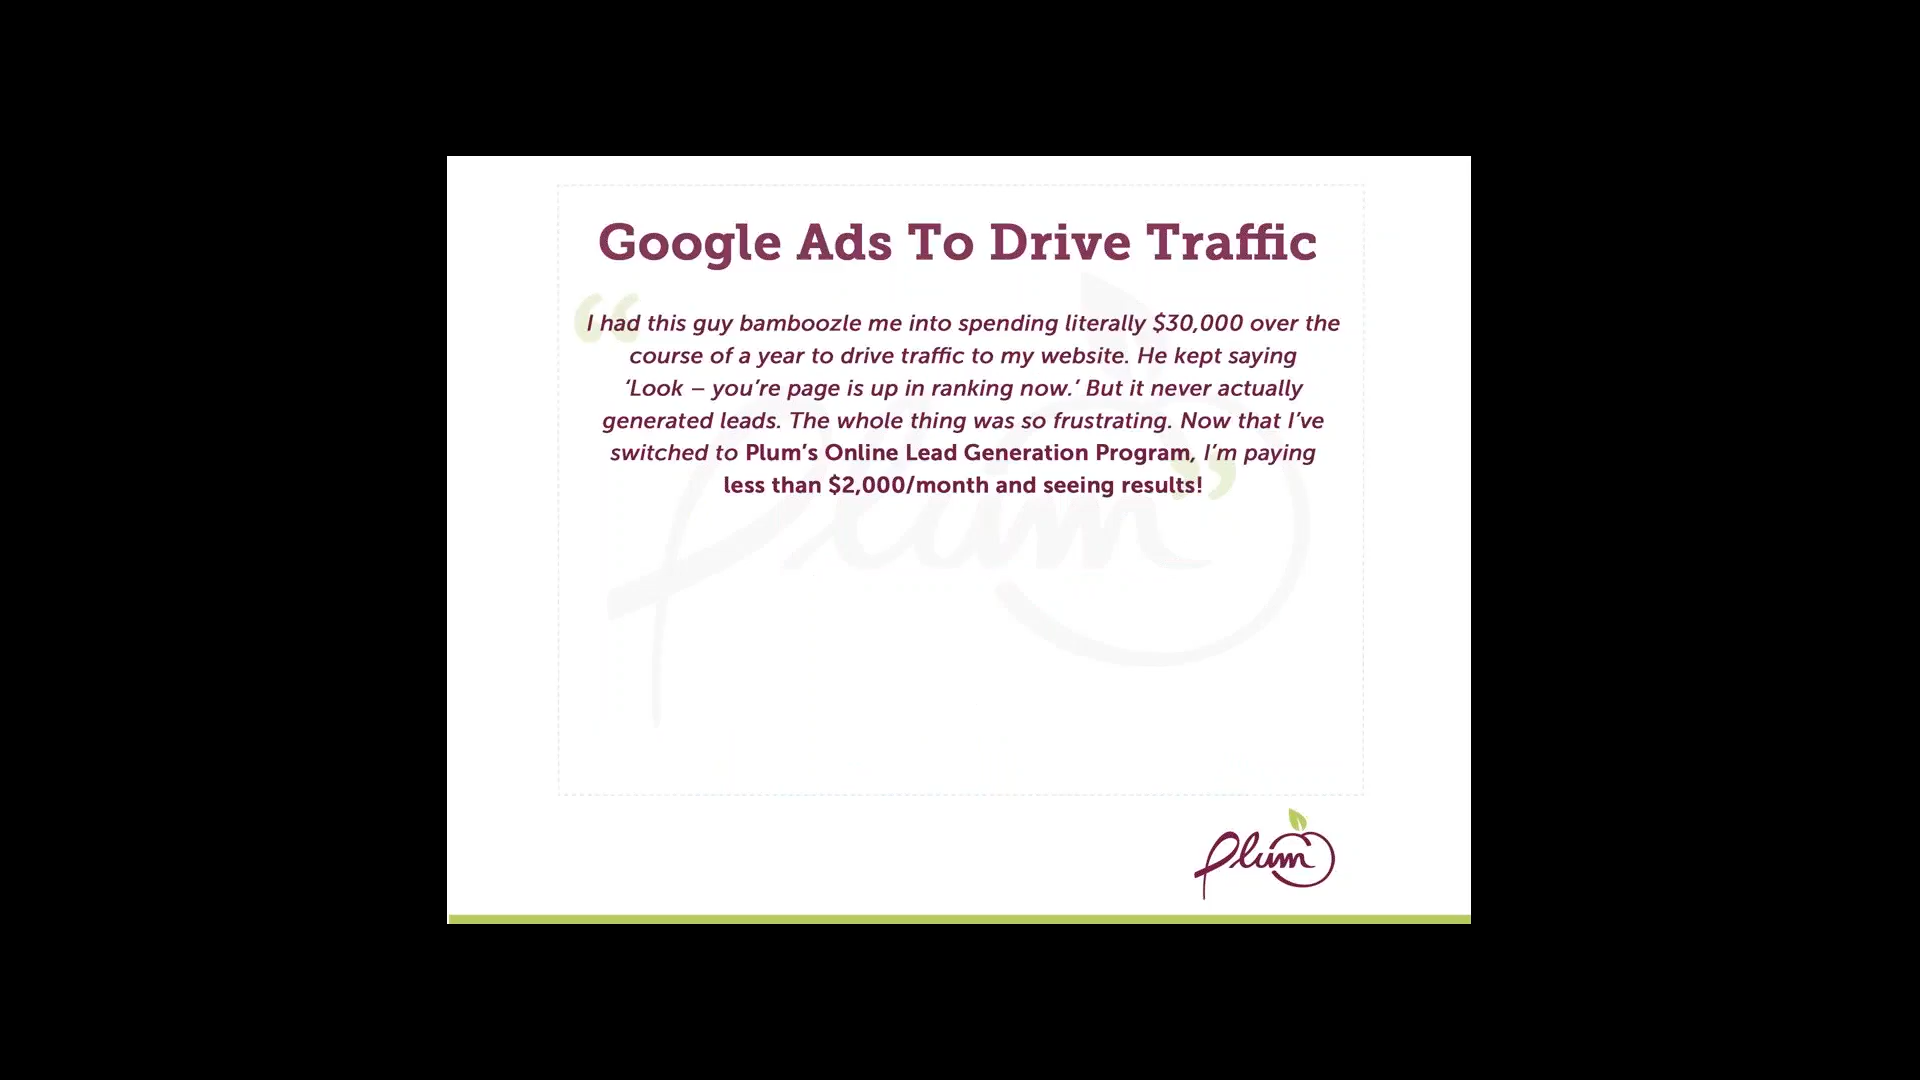 Google Ads To Drive Traffic
“I had this guy bamboozle me into spending literally $30,000 over the
course of a year to drive traffic to my website. He kept saying
‘Look – you’re page is up in ranking now.’ But it never actually
generated leads. The whole thing was so frustrating. Now that I’ve
switched to Plum’s Online Lead Generation Program, I’m paying
less than $2,000/month and seeing results!”
plum
plum